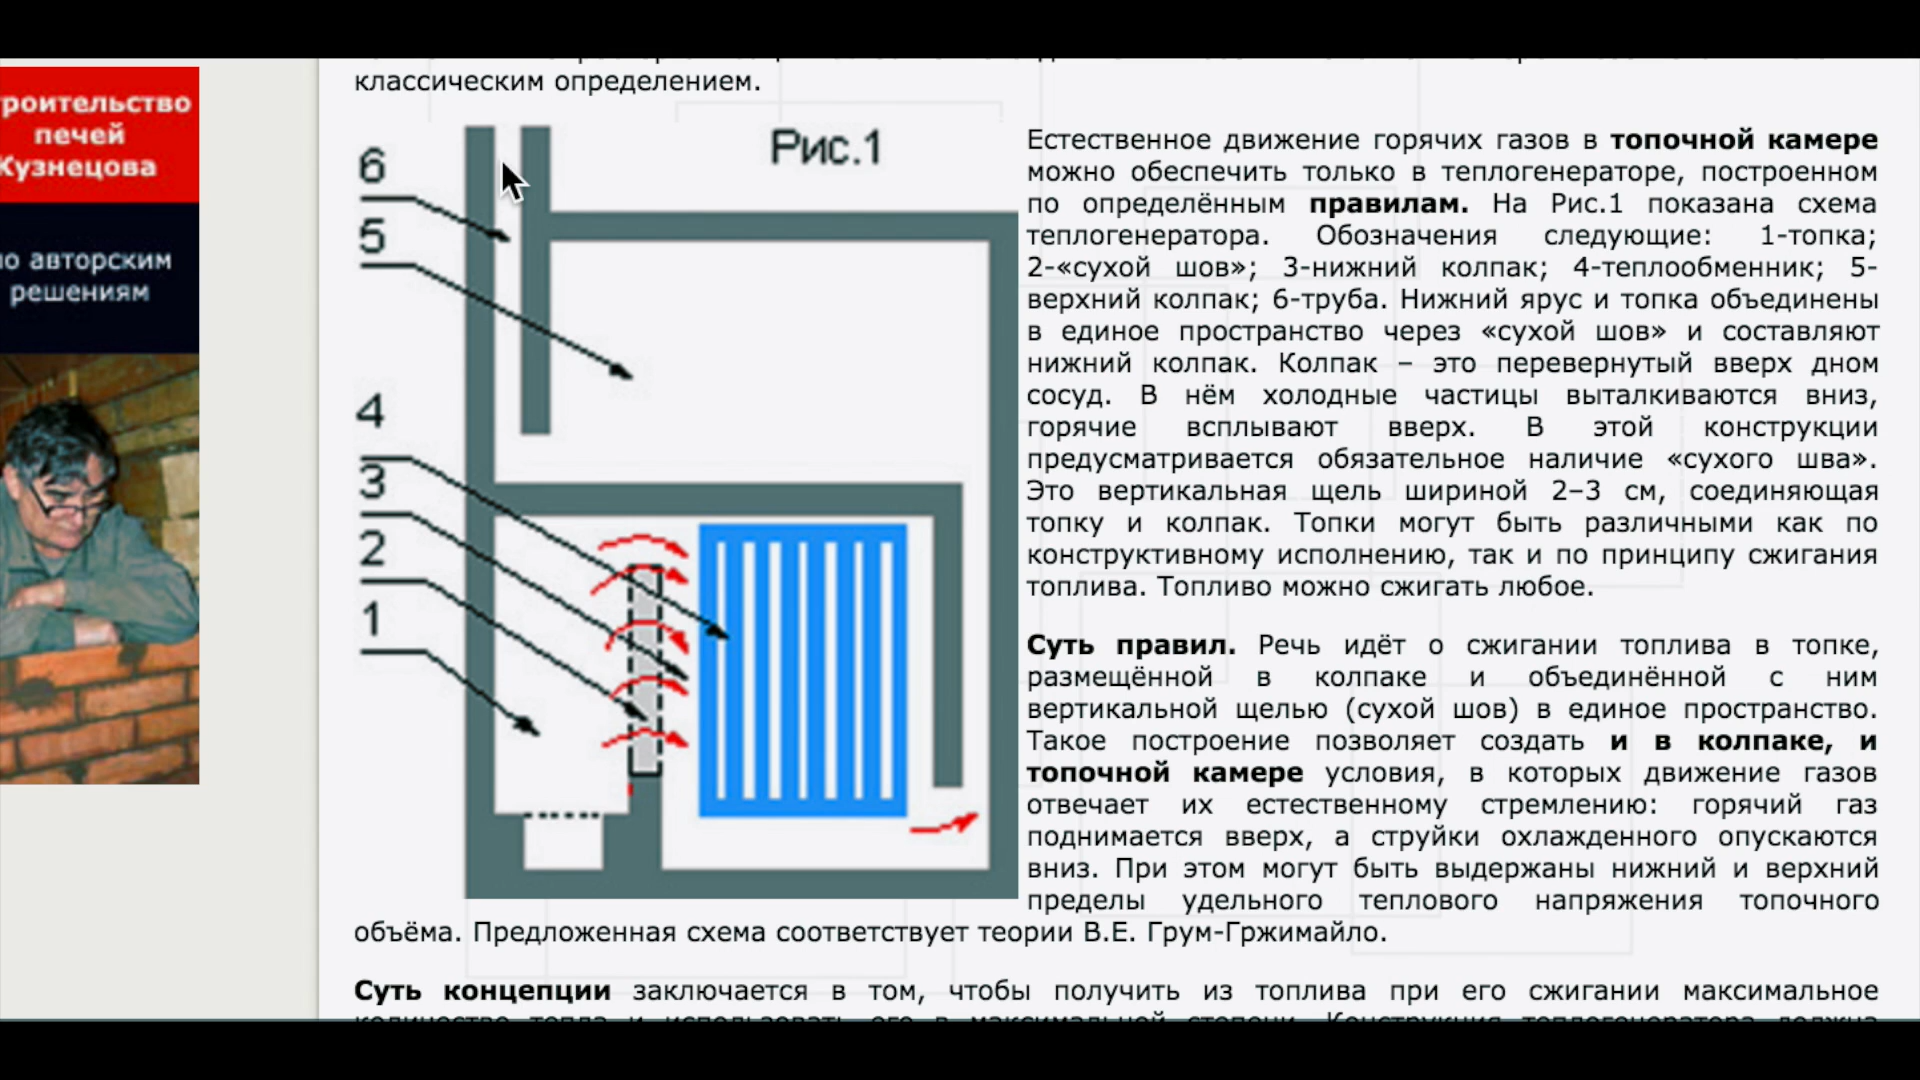 роительство
печей
Кузнецова
о авторским
решениям
классическим определением.
Рис.1
6
5
4
3
2
1
Естественное движение горячих газов в топочной камере
можно обеспечить только в теплогенераторе, построенном
по определённым правилам. На Рис.1 показана схема
теплогенератора. Обозначения следующие: 1-топка;
2-«сухой шов»; 3-нижний колпак; 4-теплообменник; 5-
верхний колпак; 6-труба. Нижний ярус и топка объединены
в единое пространство через «сухой шов» и составляют
нижний колпак. Колпак – это перевернутый вверх дном
сосуд. В нём холодные частицы выталкиваются вниз,
горячие всплывают вверх. В этой конструкции
предусматривается обязательное наличие «сухого шва».
Это вертикальная щель шириной 2–3 см, соединяющая
топку и колпак. Топки могут быть различными как по
конструктивному исполнению, так и по принципу сжигания
топлива. Топливо можно сжигать любое.
Суть правил. Речь идёт о сжигании топлива в топке,
размещённой в колпаке и объединённой с ним
вертикальной щелью (сухой шов) в единое пространство.
Такое построение позволяет создать и в колпаке, и
топочной камере условия, в которых движение газов
отвечает их естественному стремлению: горячий газ
поднимается вверх, а струйки охлажденного опускаются
вниз. При этом могут быть выдержаны нижний и верхний
пределы удельного теплового напряжения топочного
объёма. Предложенная схема соответствует теории В.Е. Грум-Гржимайло.
Суть концепции заключается в том, чтобы получить из топлива при его сжигании максимальное
количество тепла и использовать его в максимальной степени. Конструкция теплогенератора должна